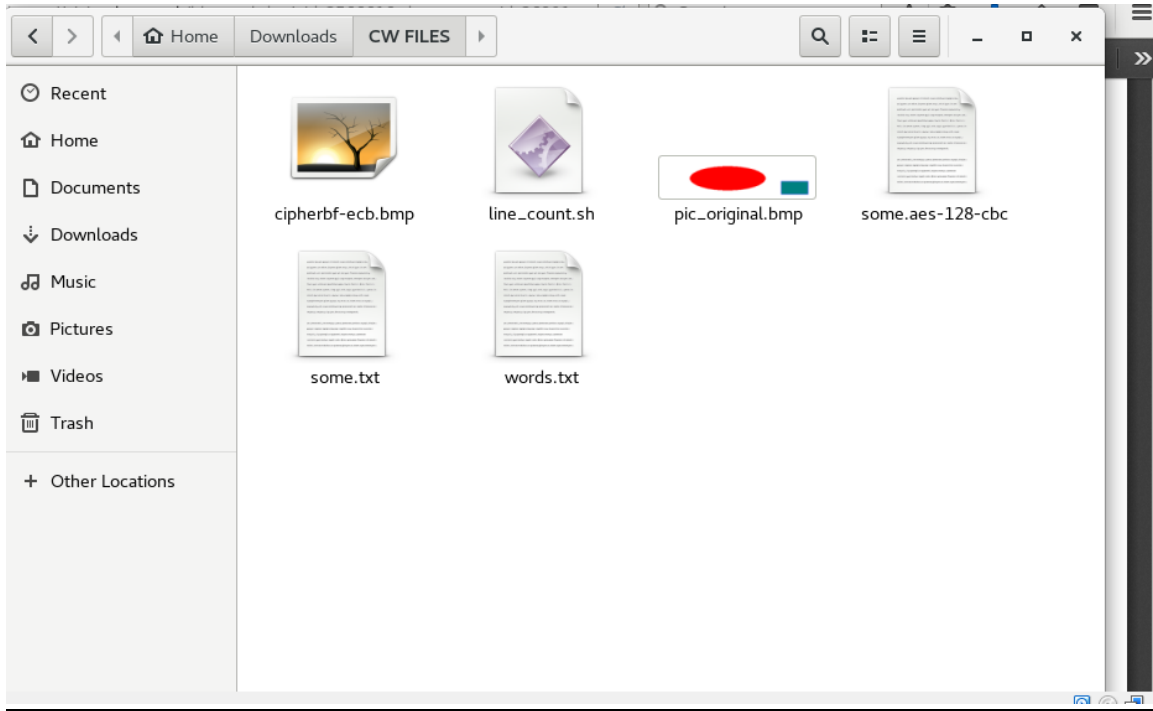 Home Downloads CW FILES
Recent
Home
Documents
Downloads
Music
Pictures
Videos
Trash
Other Locations
cipherbf-ecb.bmp line_count.sh pic_original.bmp some.aes-128-cbc
some.txt words.txt